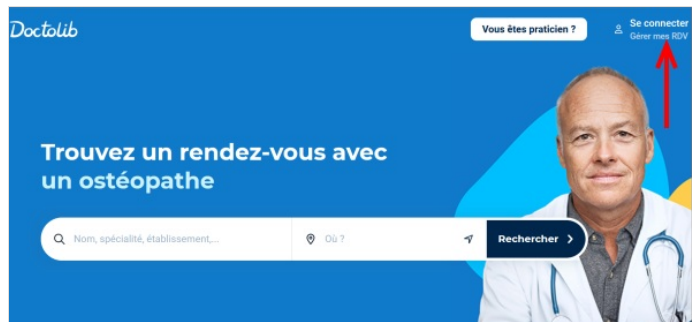 Doctolib
Vous êtes praticien ?
Se connecter
Gérer mes RDV
Trouvez un rendez-vous avec
un ostéopathe
Nom, spécialité, établissement,...
Où ?
Rechercher